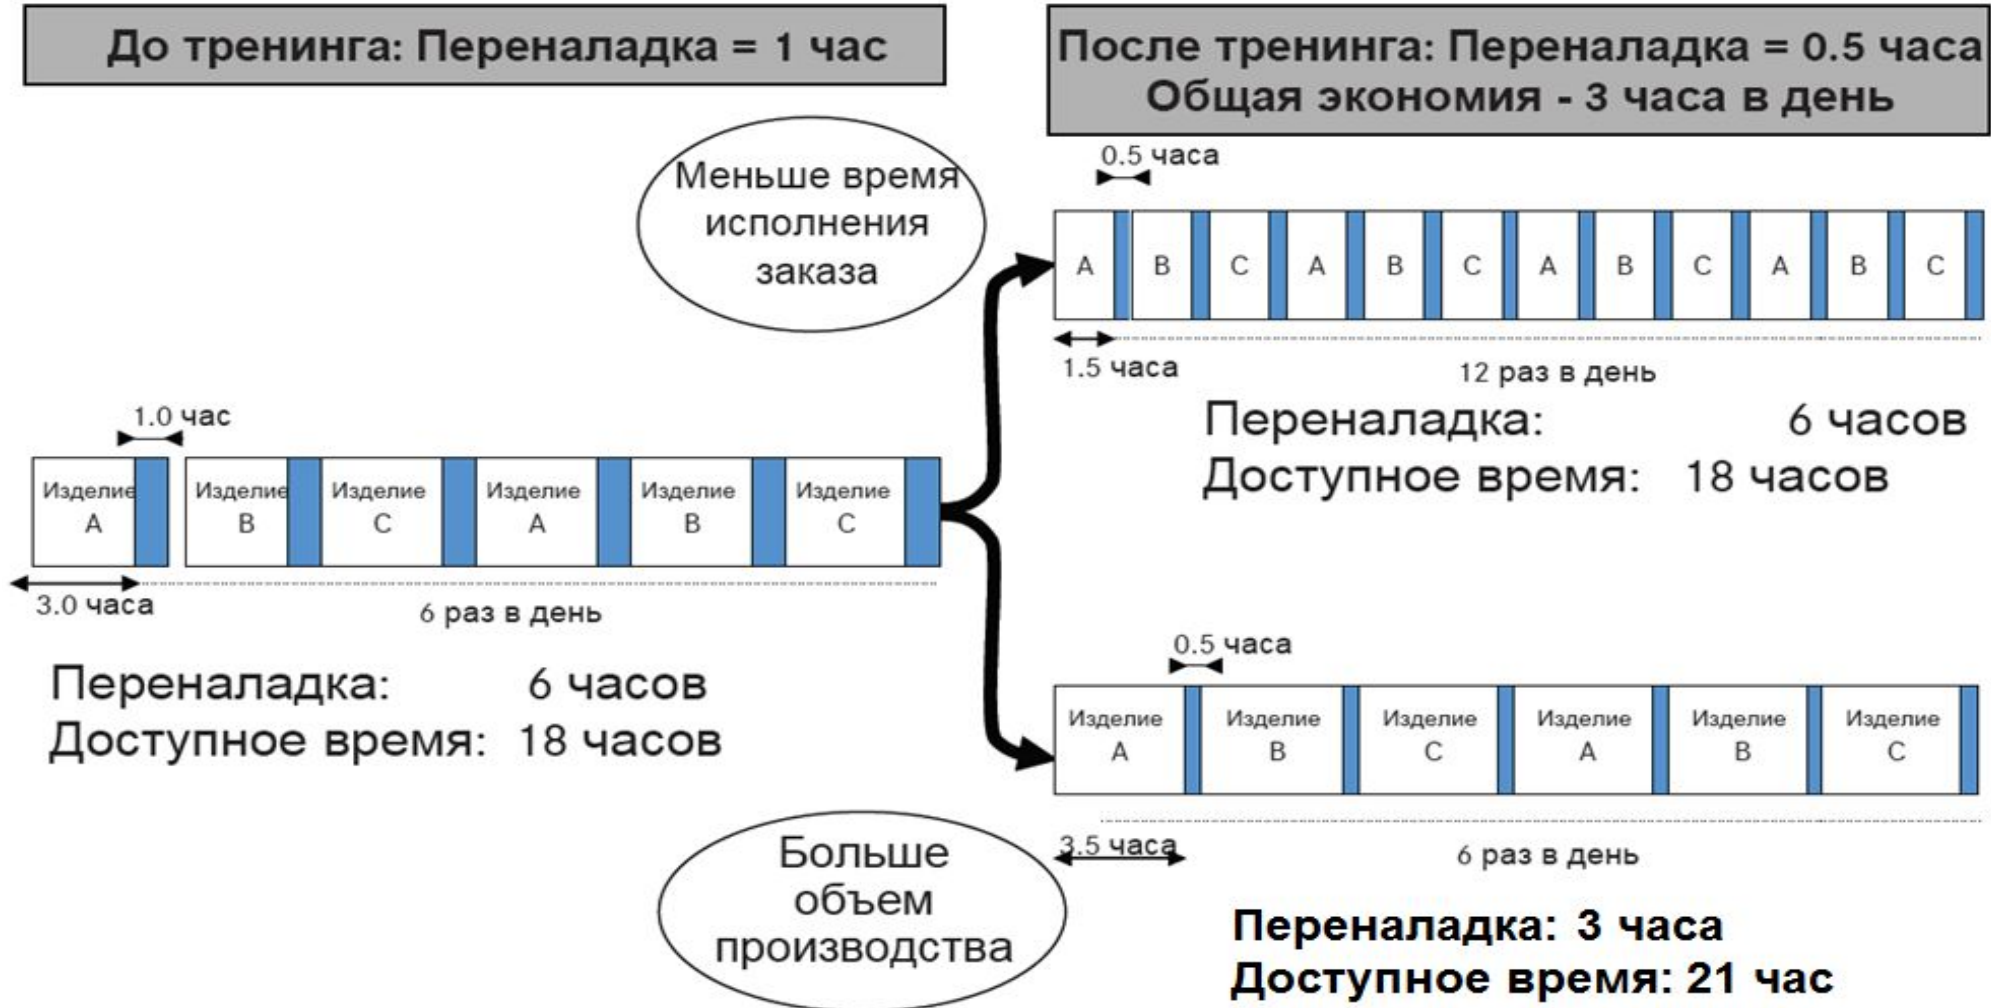 До тренинга: Переналадка = 1 час
После тренинга: Переналадка = 0.5 часа
Общая экономия - 3 часа в день
Меньше время
исполнения
заказа
0.5 часа
A B C A B C A B C A B C
1.5 часа
12 раз в день
Переналадка: 6 часов
Доступное время: 18 часов
1.0 час
Изделие Изделие Изделие Изделие Изделие Изделие
A B C A B C
3.0 часа
6 раз в день
Переналадка: 6 часов
Доступное время: 18 часов
0.5 часа
Изделие Изделие Изделие Изделие Изделие Изделие
A B C A B C
3.5 часа
6 раз в день
Больше
объем
производства
Переналадка: 3 часа
Доступное время: 21 час